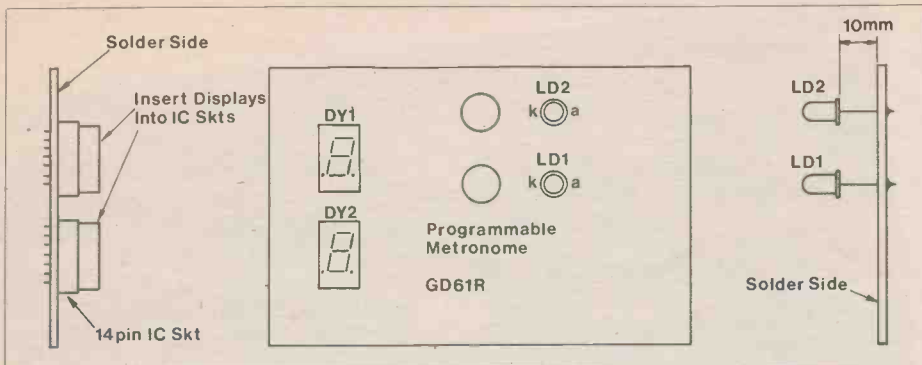 Solder Side
Insert Displays
Into IC Skts
14pin IC Skt
DY1
DY2
LD2
k a
LD1
k a
Programmable
Metronome
GD61R
10mm
LD2
LD1
Solder Side